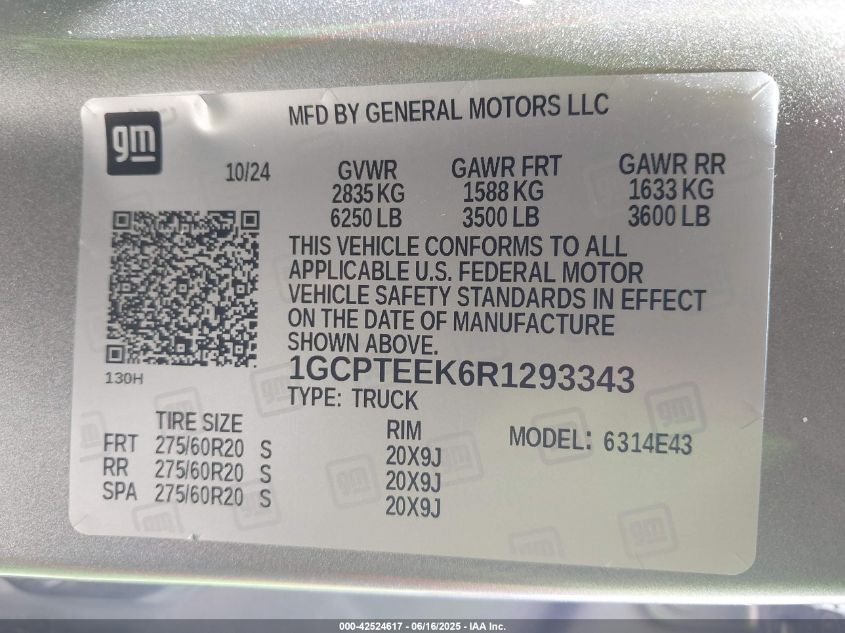 gm
MFD BY GENERAL MOTORS LLC
10/24
GVWR GAWR FRT GAWR RR
2835 KG 1588 KG 1633 KG
6250 LB 3500 LB 3600 LB
THIS VEHICLE CONFORMS TO ALL
APPLICABLE U.S. FEDERAL MOTOR
VEHICLE SAFETY STANDARDS IN EFFECT
ON THE DATE OF MANUFACTURE
SHOWN ABOVE.
130H
1GCPTEEK6R1293343
TYPE: TRUCK
TIRE SIZE RIM MODEL: 6314E43
FRT 275/60R20 S 20X9J
RR 275/60R20 S 20X9J
SPA 275/60R20 S 20X9J
000-42524617 - 06/16/2025 - IAA Inc.